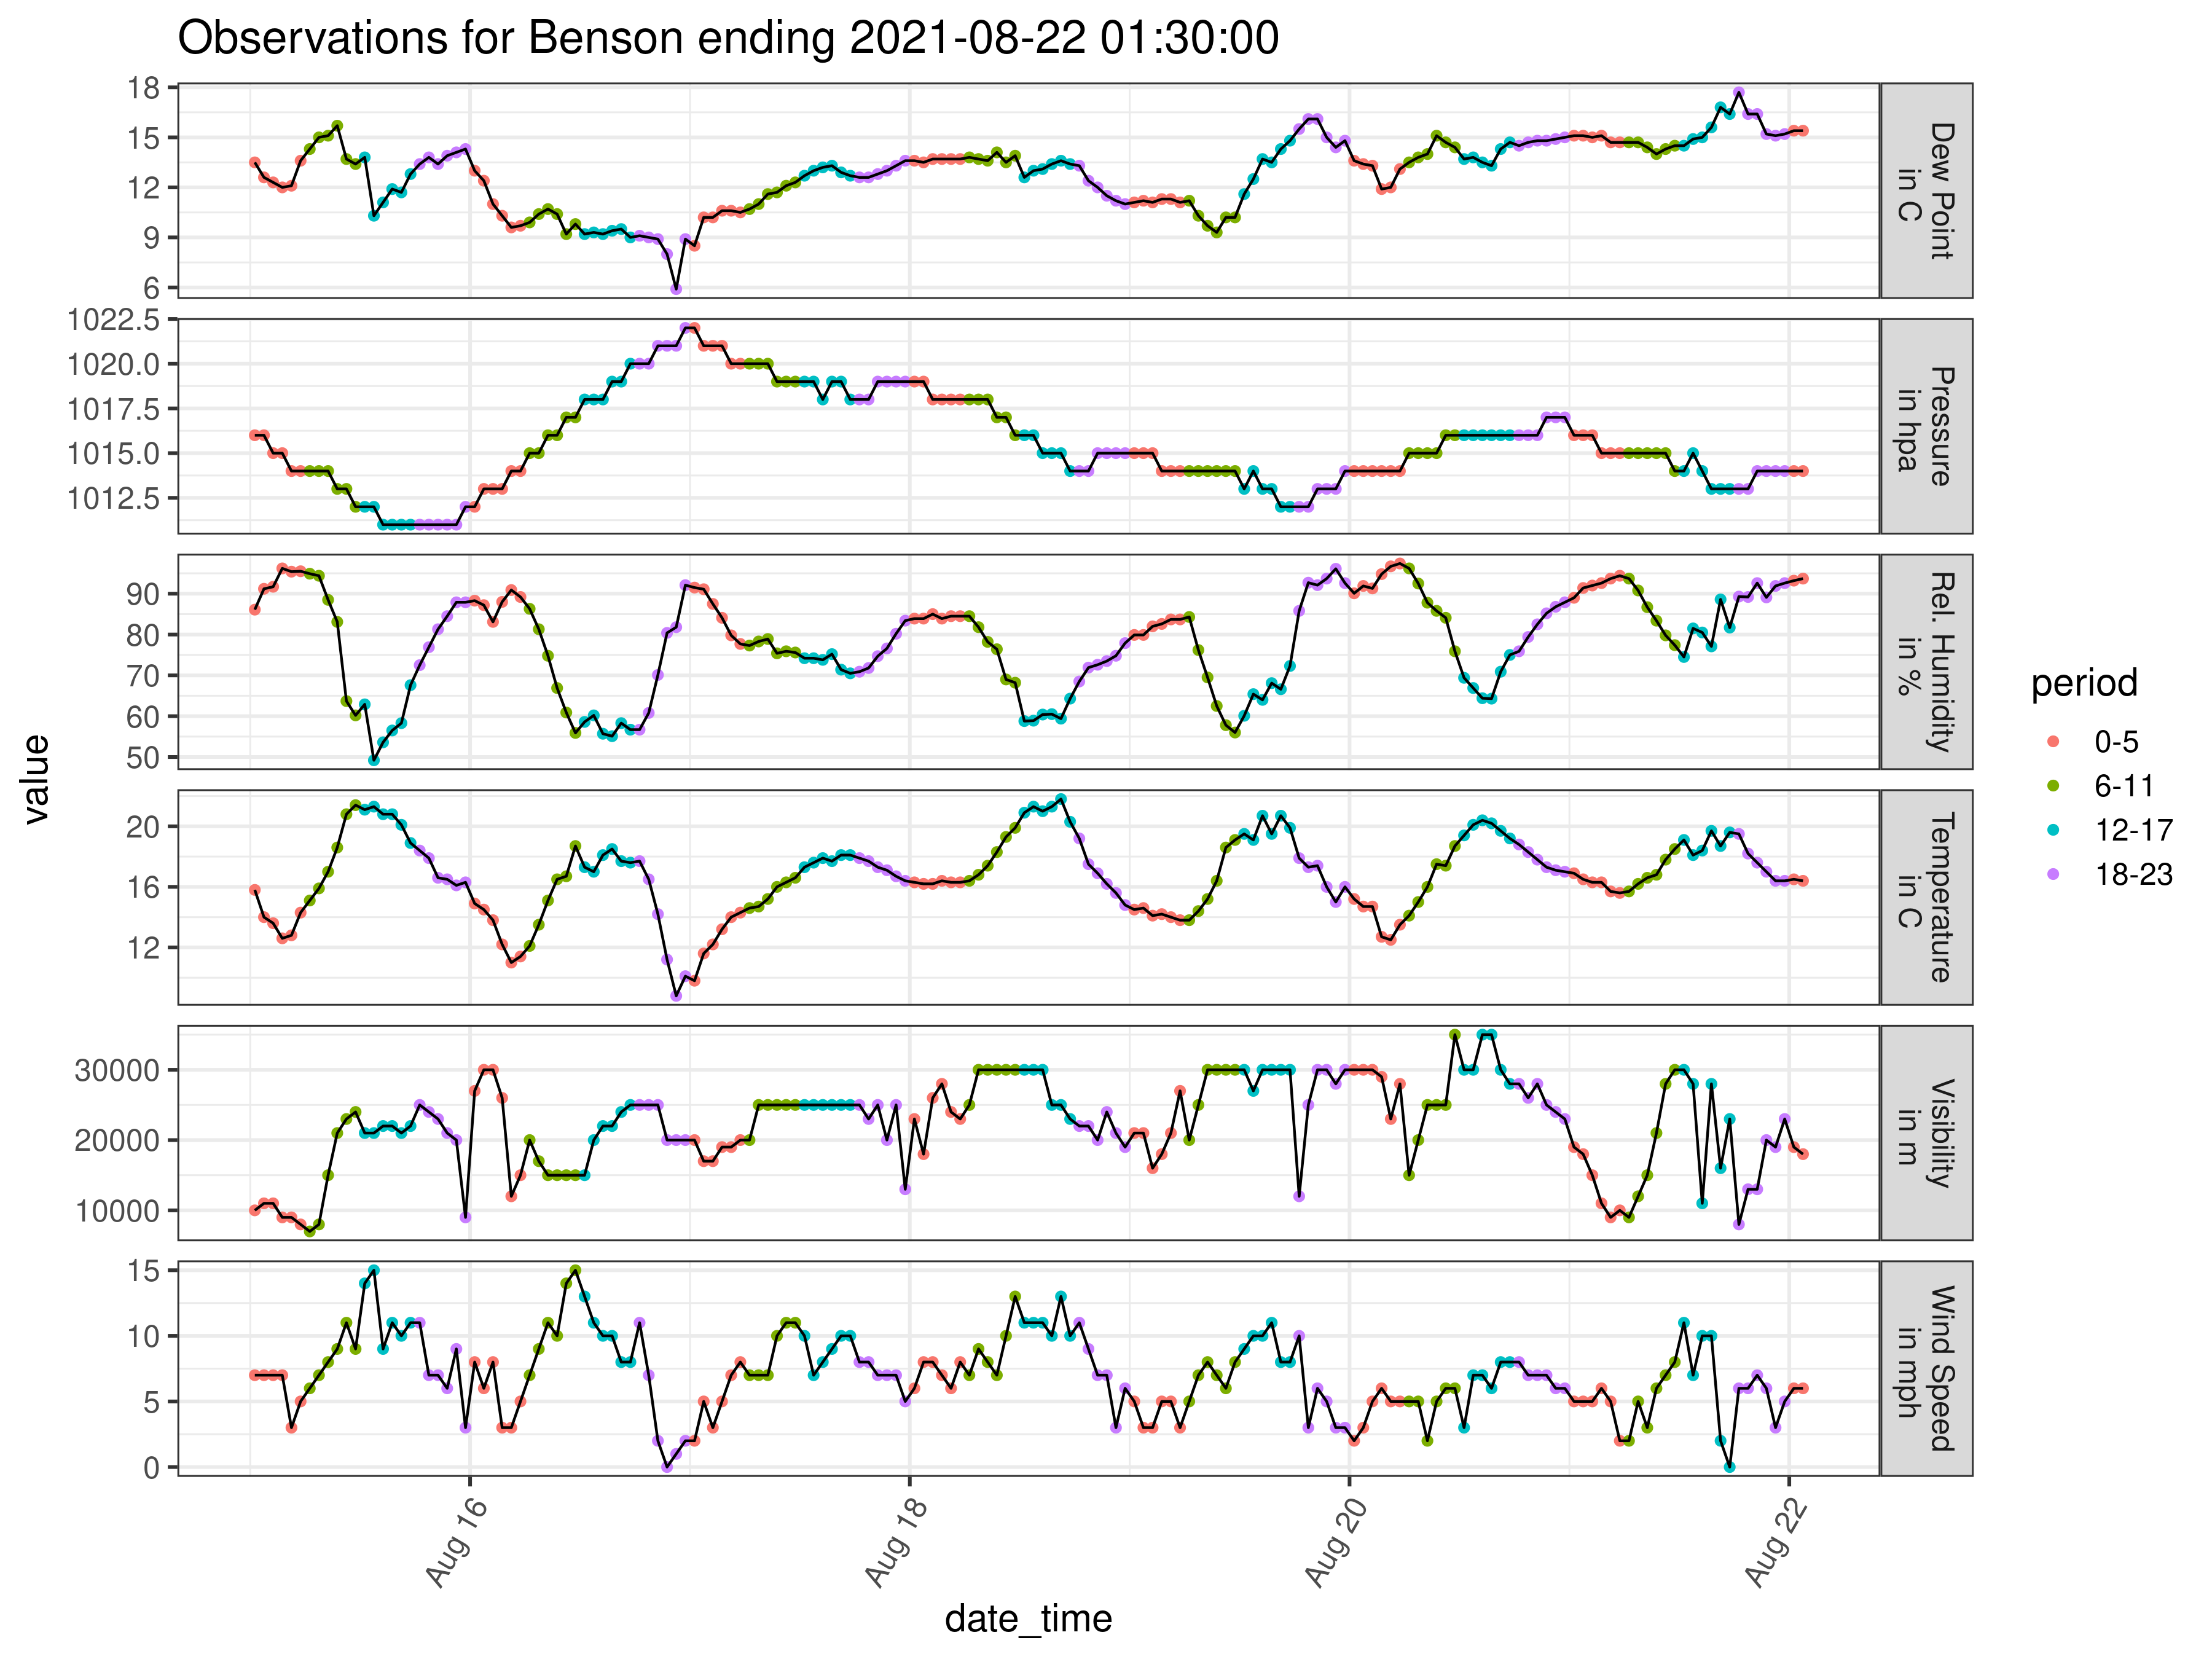 Observations for Benson ending 2021-08-22 01:30:00
value
18
15
12
9
6
Dew Point
in C
1022.5
1020.0
1017.5
1015.0
1012.5
Pressure
in hpa
90
80
70
60
50
Rel. Humidity
in %
20
16
12
Temperature
in C
30000
20000
10000
Visibility
in m
15
10
5
0
Wind Speed
in mph
Aug 16
Aug 18
Aug 20
Aug 22
date_time
period
0-5
6-11
12-17
18-23